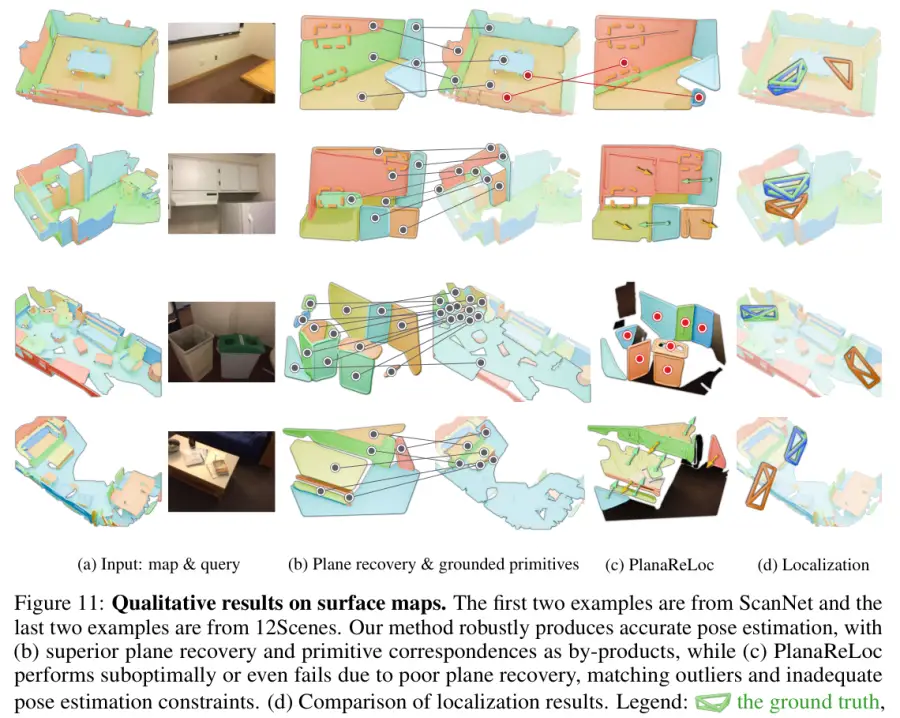 (a) Input: map & query
(b) Plane recovery & grounded primitives
(c) PlanaReLoc
(d) Localization
Figure 11: Qualitative results on surface maps. The first two examples are from ScanNet and the
last two examples are from 12Scenes. Our method robustly produces accurate pose estimation, with
(b) superior plane recovery and primitive correspondences as by-products, while (c) PlanaReLoc
performs suboptimally or even fails due to poor plane recovery, matching outliers and inadequate
pose estimation constraints. (d) Comparison of localization results. Legend: the ground truth,